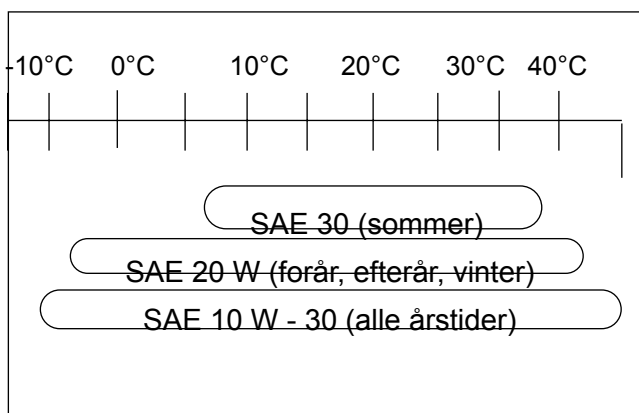 -10°C 0°C 10°C 20°C 30°C 40°C
SAE 30 (sommer)
SAE 20 W (forår, efterår, vinter)
SAE 10 W - 30 (alle årstider)